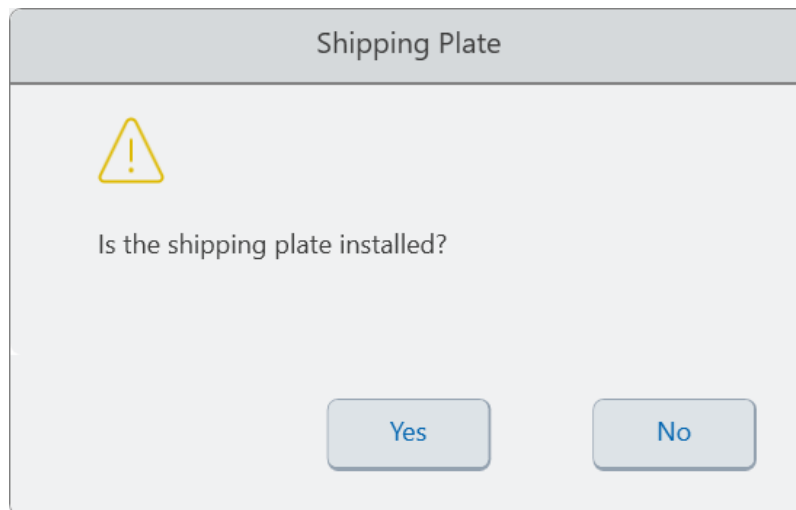 Shipping Plate
Is the shipping plate installed?
Yes
No